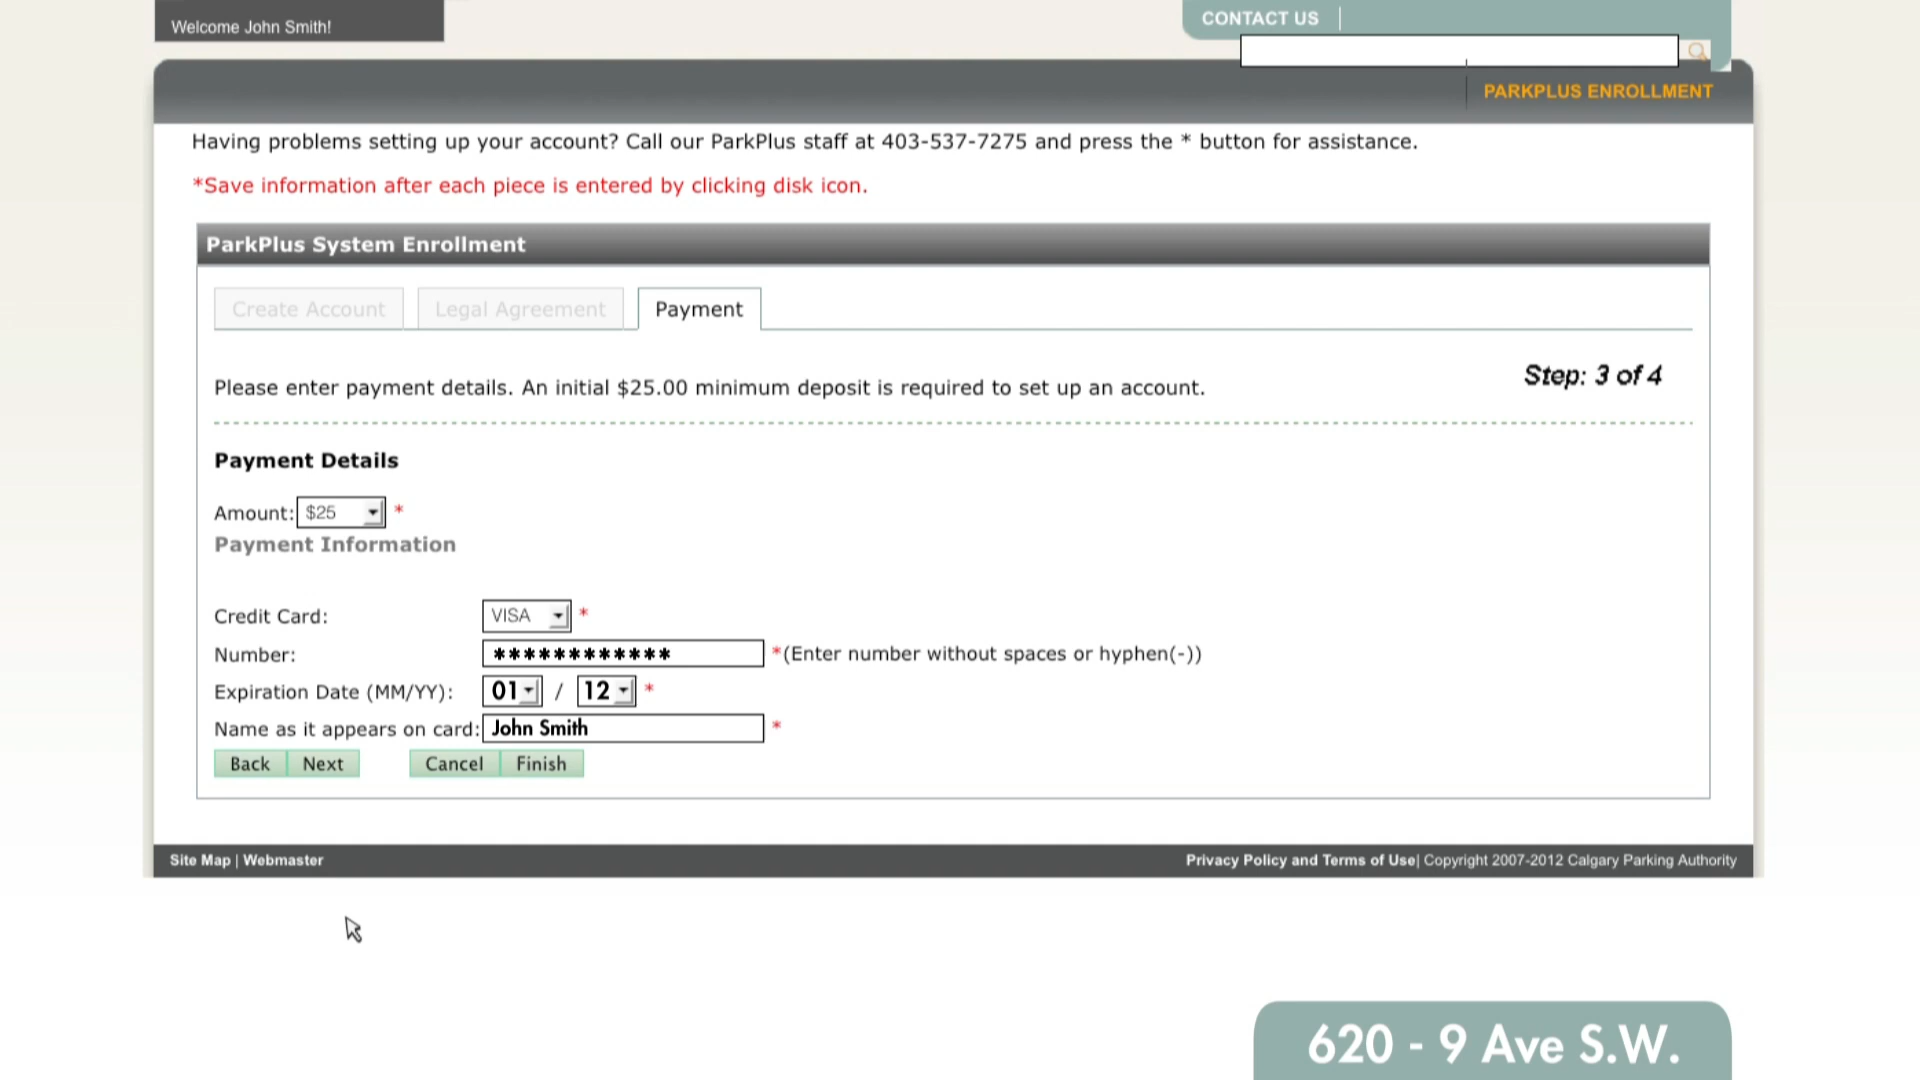 Welcome John Smith!
CONTACT US
PARKPLUS ENROLLMENT
Having problems setting up your account? Call our ParkPlus staff at 403-537-7275 and press the * button for assistance.
*Save information after each piece is entered by clicking disk icon.
ParkPlus System Enrollment
Create Account Legal Agreement Payment
Step: 3 of 4
Please enter payment details. An initial $25.00 minimum deposit is required to set up an account.
Payment Details
Amount: $25 *
Payment Information
Credit Card: VISA *
Number: ************ *(Enter number without spaces or hyphen(-))
Expiration Date (MM/YY): 01 / 12 *
Name as it appears on card: John Smith *
Back Next Cancel Finish
Site Map | Webmaster Privacy Policy and Terms of Use| Copyright 2007-2012 Calgary Parking Authority
620 - 9 Ave S.W.